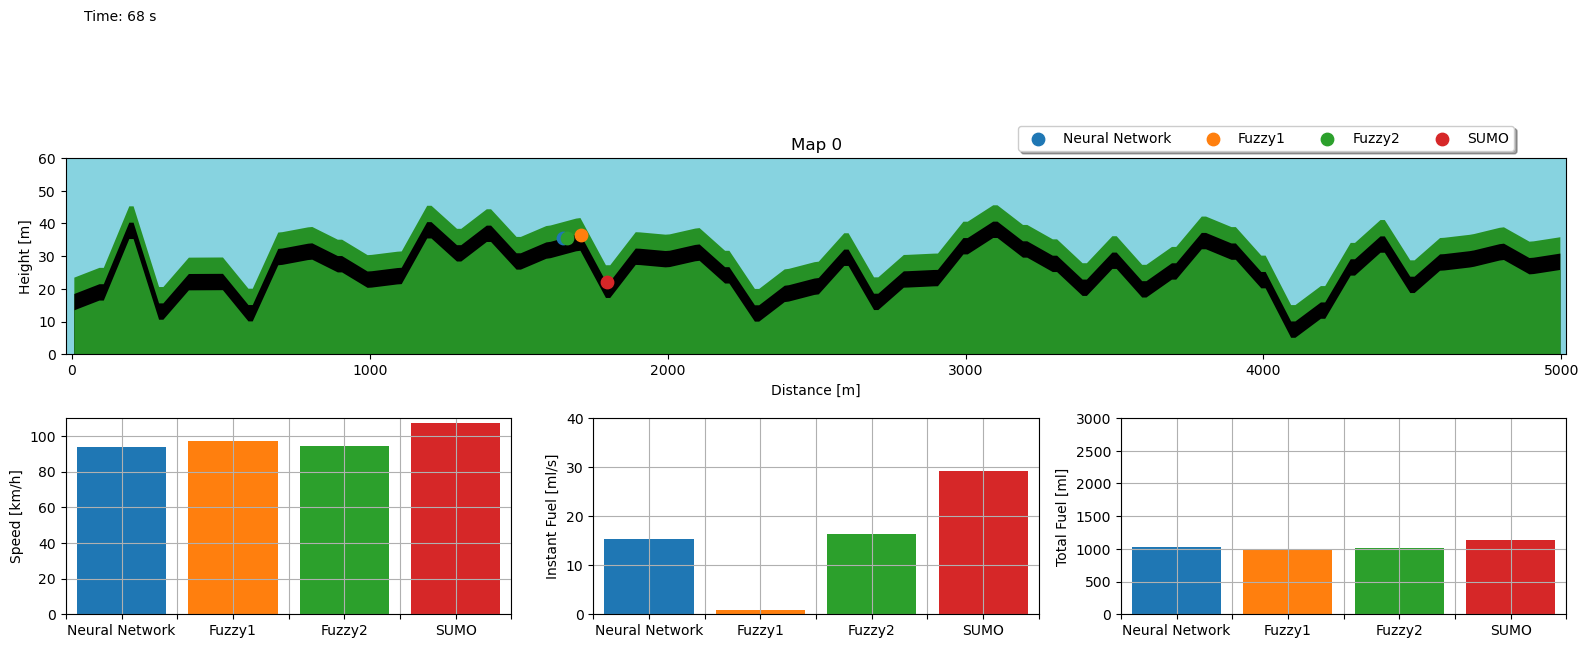 Time: 68 s
Map 0
Neural Network Fuzzy1 Fuzzy2 SUMO
60
50
40
30
20
10
0
Height [m]
0 1000 2000 3000 4000 5000
Distance [m]
100
80
60
40
20
0
Speed [km/h]
Neural Network Fuzzy1 Fuzzy2 SUMO
40
30
20
10
0
Instant Fuel [ml/s]
Neural Network Fuzzy1 Fuzzy2 SUMO
3000
2500
2000
1500
1000
500
0
Total Fuel [ml]
Neural Network Fuzzy1 Fuzzy2 SUMO